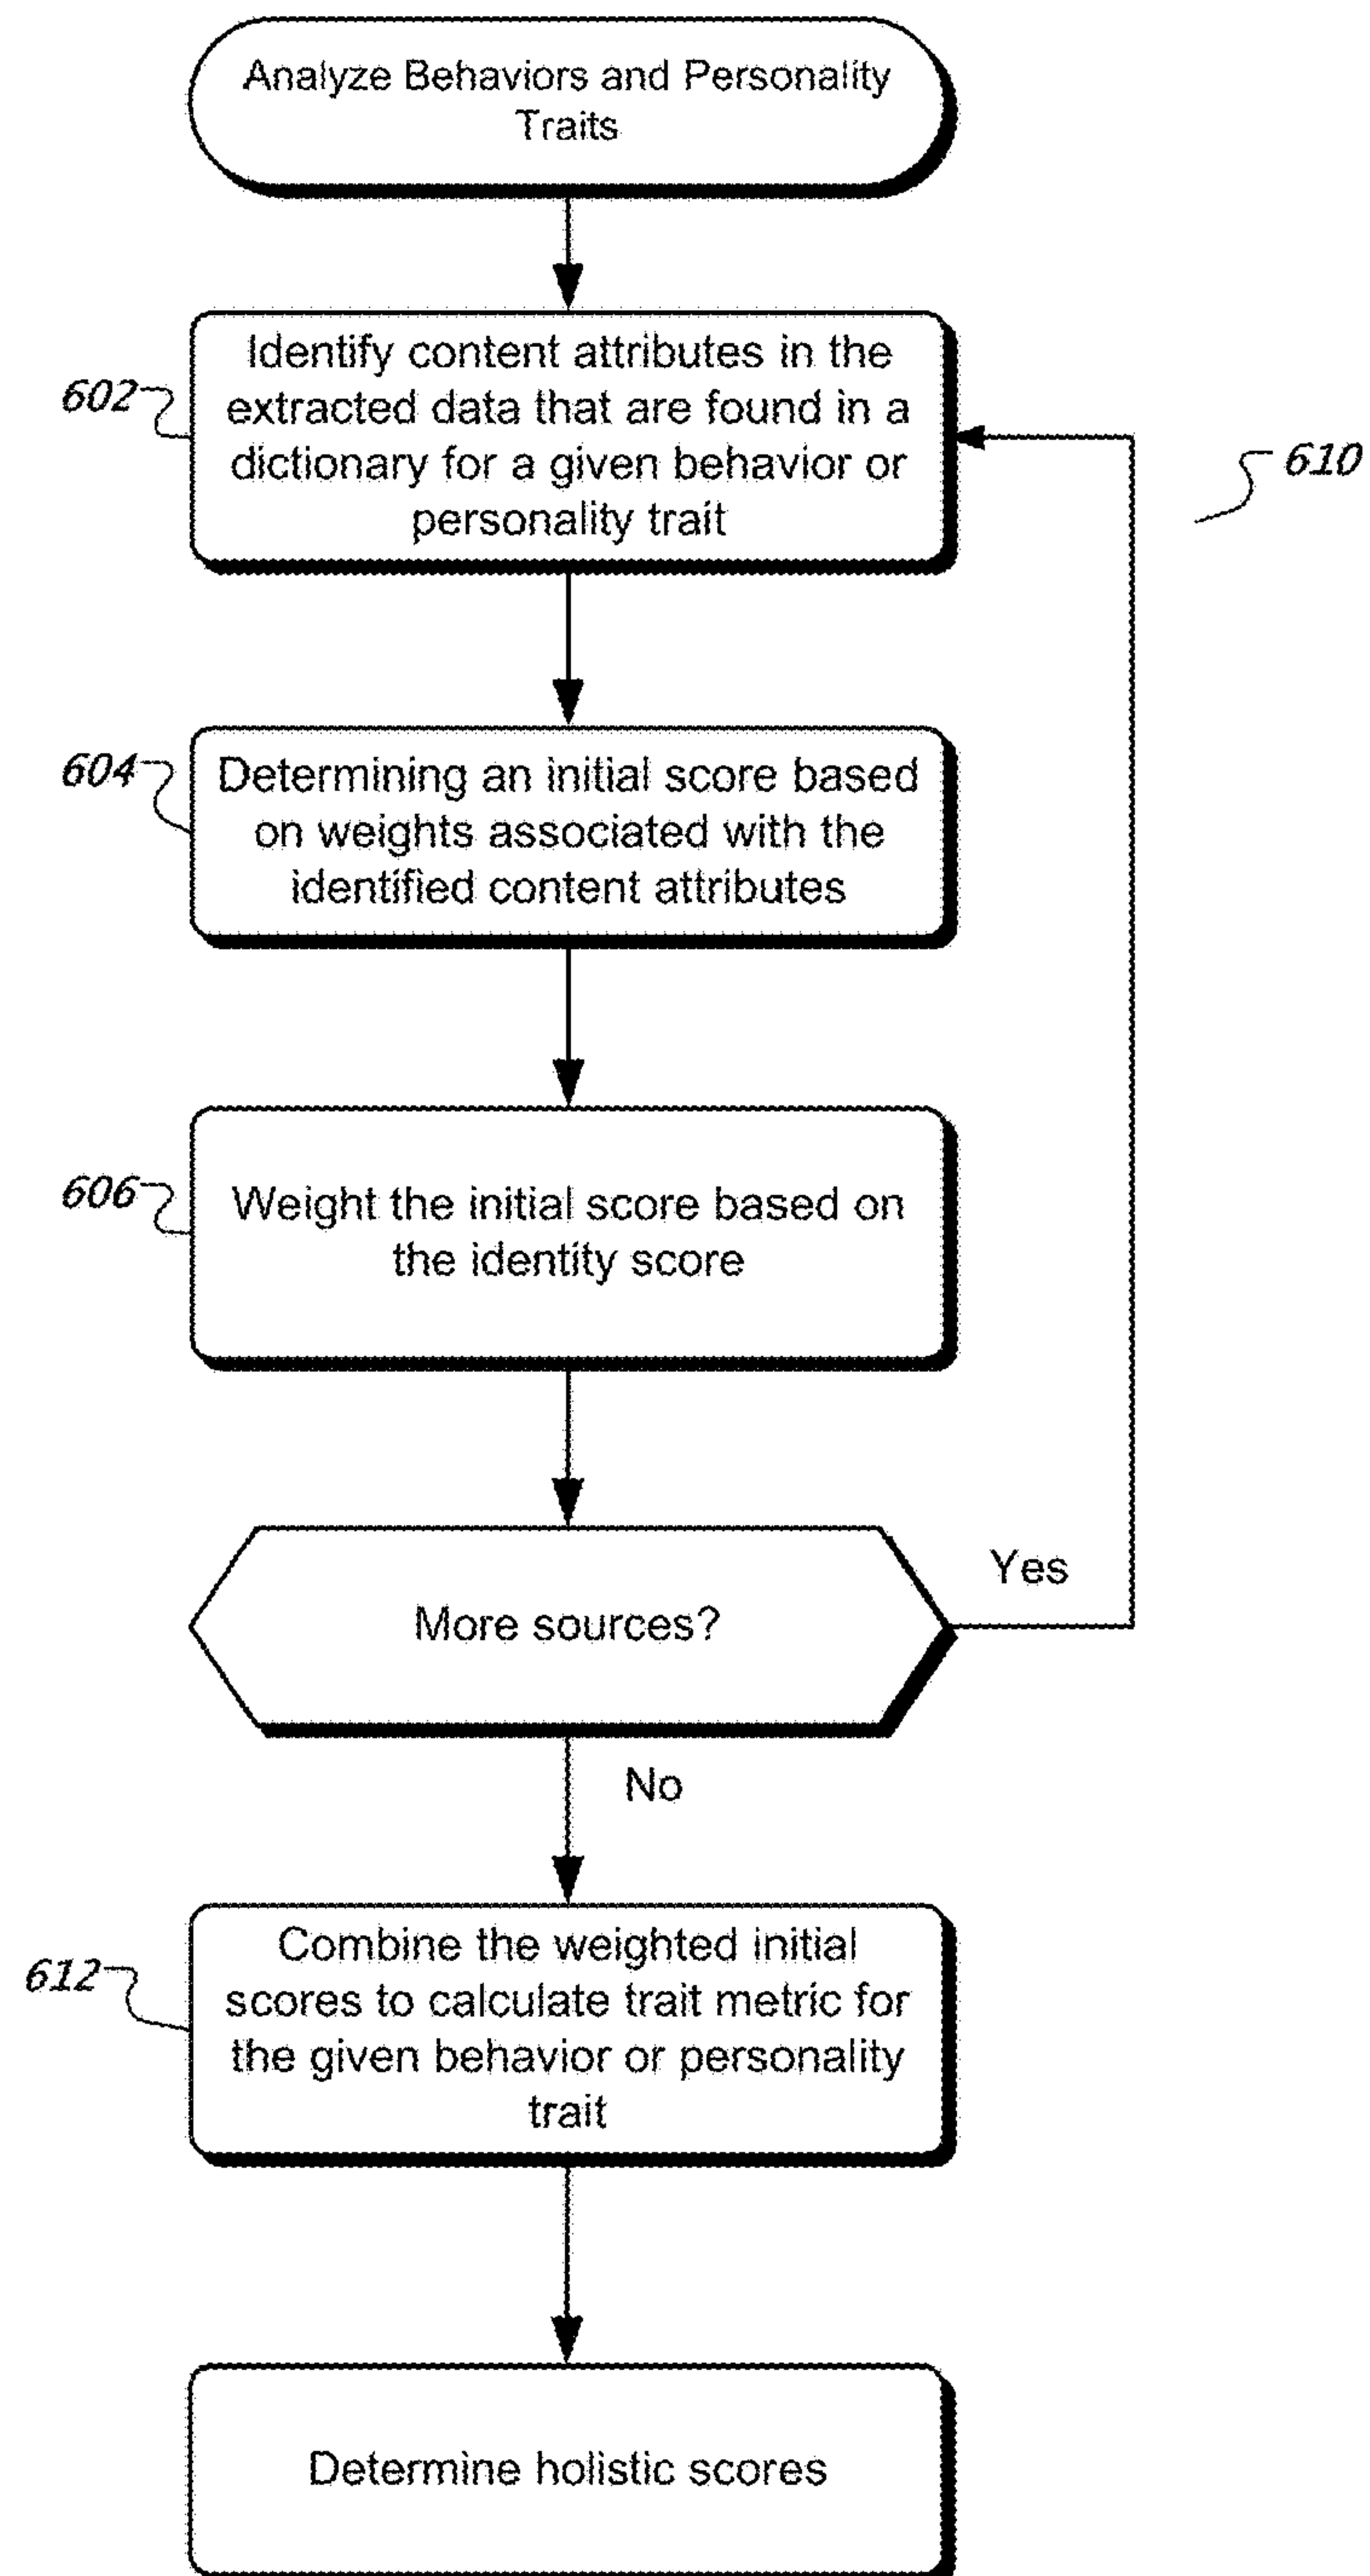 Analyze Behaviors and Personality
Traits
602
Identify content attributes in the
extracted data that are found in a
dictionary for a given behavior or
personality trait
610
604
Determining an initial score based
on weights associated with the
identified content attributes
606
Weight the initial score based on
the identity score
More sources?
Yes
No
612
Combine the weighted initial
scores to calculate trait metric for
the given behavior or personality
trait
Determine holistic scores